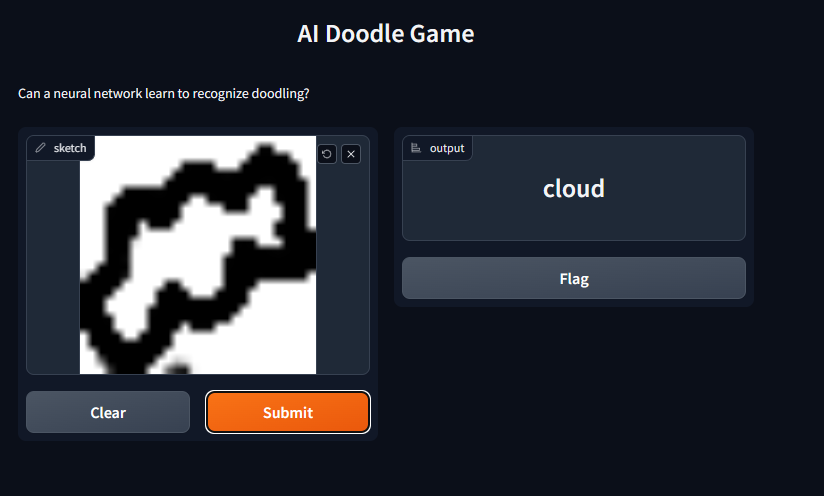 AI Doodle Game
Can a neural network learn to recognize doodling?
sketch
output
cloud
Flag
Clear
Submit